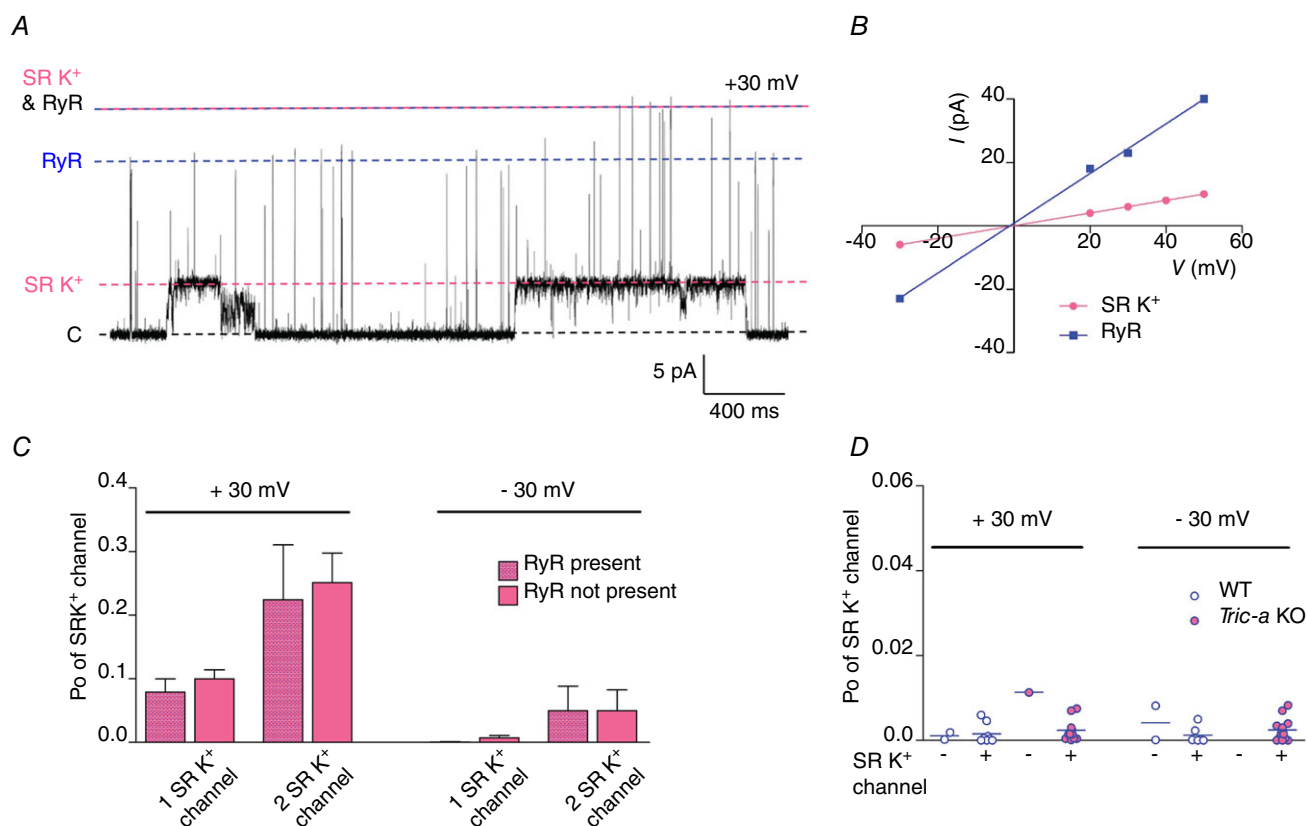 A
SR K⁺
& RyR
+30 mV
RyR
SR K⁺
C
5 pA
400 ms
B
I (pA)
40
20
-40
-20
20
40
60
V (mV)
-20
-40
SR K⁺
RyR
C
Po of SRK⁺ channel
0.4
0.3
0.2
0.1
0.0
+ 30 mV
- 30 mV
RyR present
RyR not present
1 SR K⁺
channel
2 SR K⁺
channel
1 SR K⁺
channel
2 SR K⁺
channel
D
Po of SR K⁺ channel
0.06
0.04
0.02
0.00
+ 30 mV
- 30 mV
WT
Tric-a KO
SR K⁺
channel
- + - + - + - +